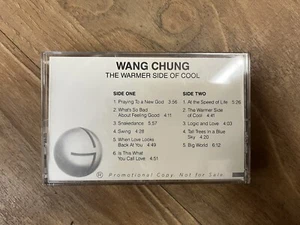 WANG CHUNG
THE WARMER SIDE OF COOL
SIDE ONE
1. Praying To a New God 3:56
2. What's So Bad
About Feeling Good 4:11
3. Snakedance 5:57
4. Swing 4:28
5. When Love Looks
Back At You 4:49
6. Is This What
You Call Love 4:51
SIDE TWO
1. At the Speed of Life 5:26
2. The Warmer Side
of Cool 4:41
3. Logic and Love 4:03
4. Tall Trees In a Blue
Sky 4:20
5. Big World 6:12
® Promotional Copy. Not for Sale.